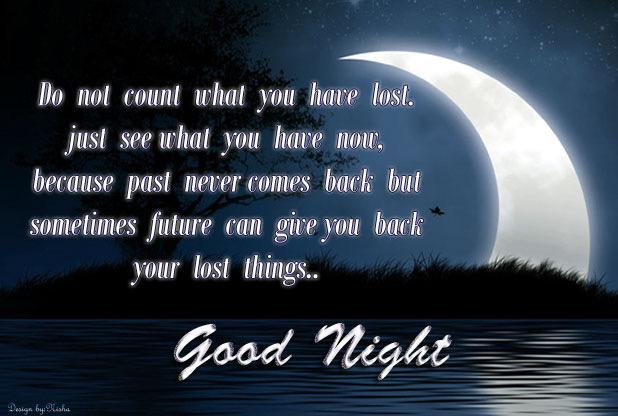 Do not count what you have lost.
just see what you have now,
because past never comes back but
sometimes future can give you back
your lost things..
Good Night
Design by:Nisha